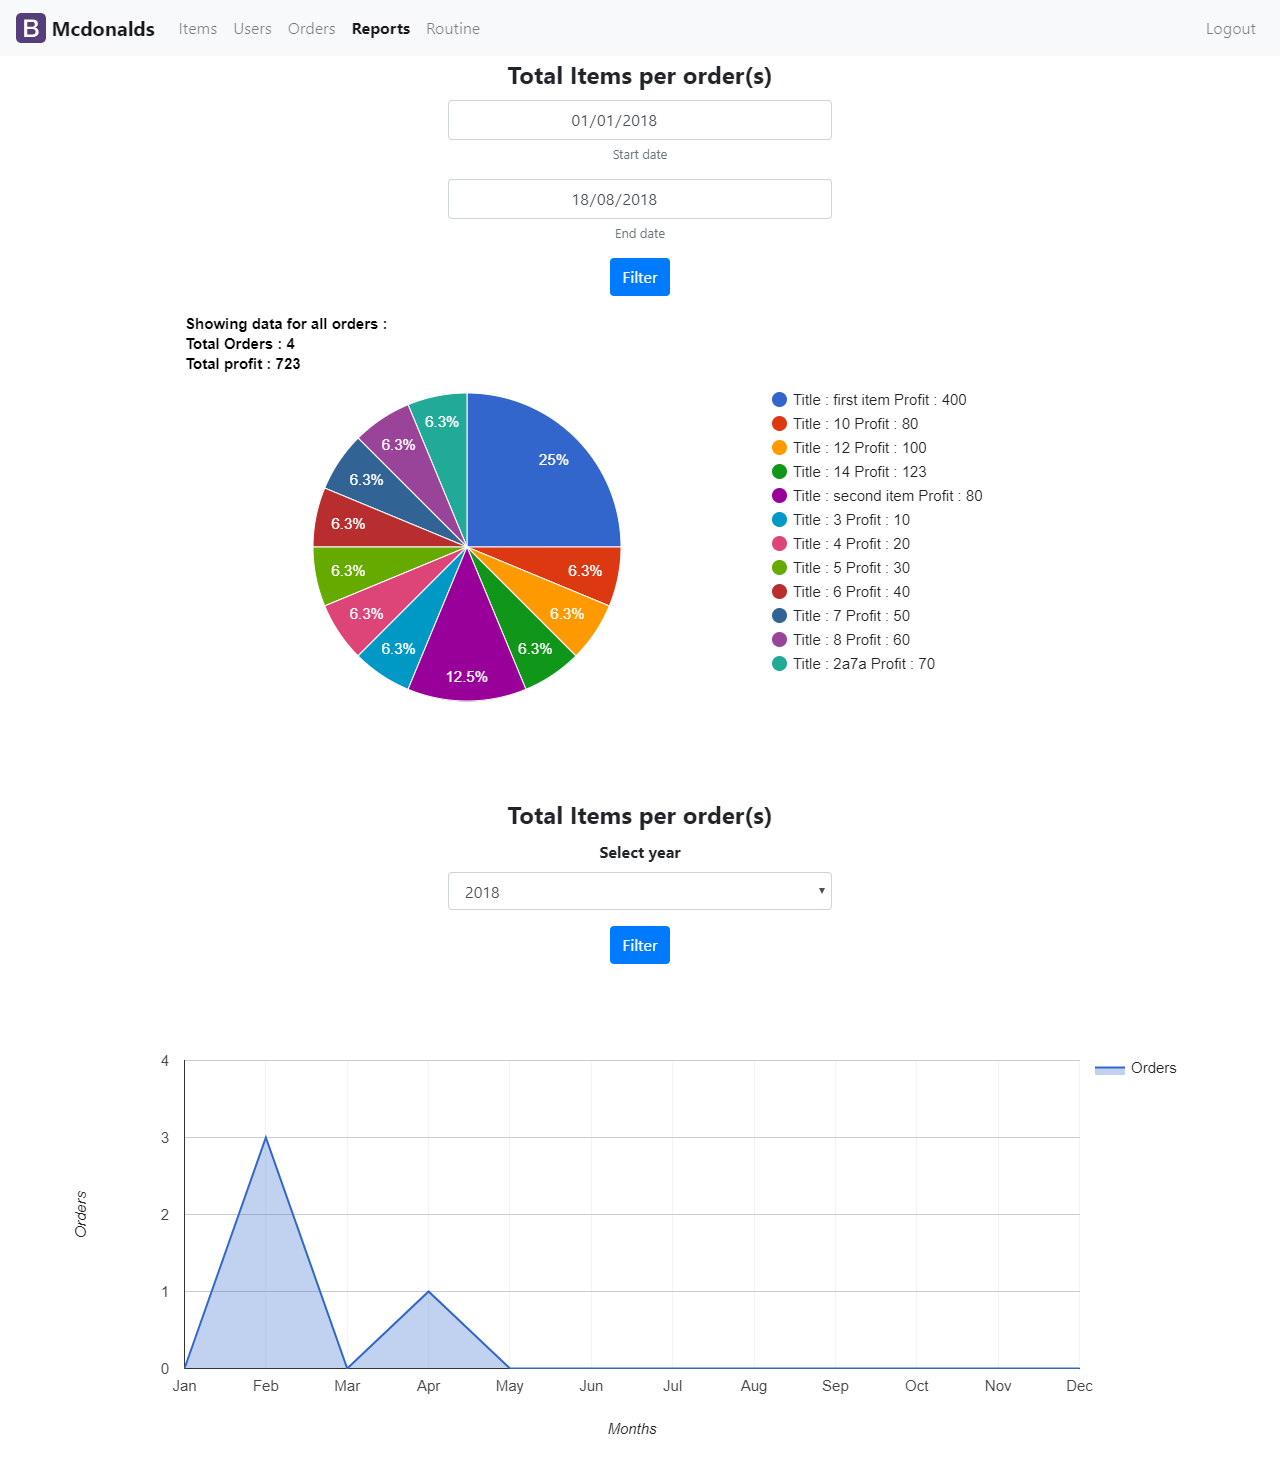 B Mcdonalds Items Users Orders Reports Routine Logout
Total Items per order(s)
01/01/2018
Start date
18/08/2018
End date
Filter
Showing data for all orders :
Total Orders : 4
Total profit : 723
25%
6.3%
6.3%
6.3%
12.5%
6.3%
6.3%
6.3%
6.3%
6.3%
6.3%
6.3%
Title : first item Profit : 400
Title : 10 Profit : 80
Title : 12 Profit : 100
Title : 14 Profit : 123
Title : second item Profit : 80
Title : 3 Profit : 10
Title : 4 Profit : 20
Title : 5 Profit : 30
Title : 6 Profit : 40
Title : 7 Profit : 50
Title : 8 Profit : 60
Title : 2a7a Profit : 70
Total Items per order(s)
Select year
2018
Filter
Orders
4
3
2
1
0
Orders
Jan Feb Mar Apr May Jun Jul Aug Sep Oct Nov Dec
Months